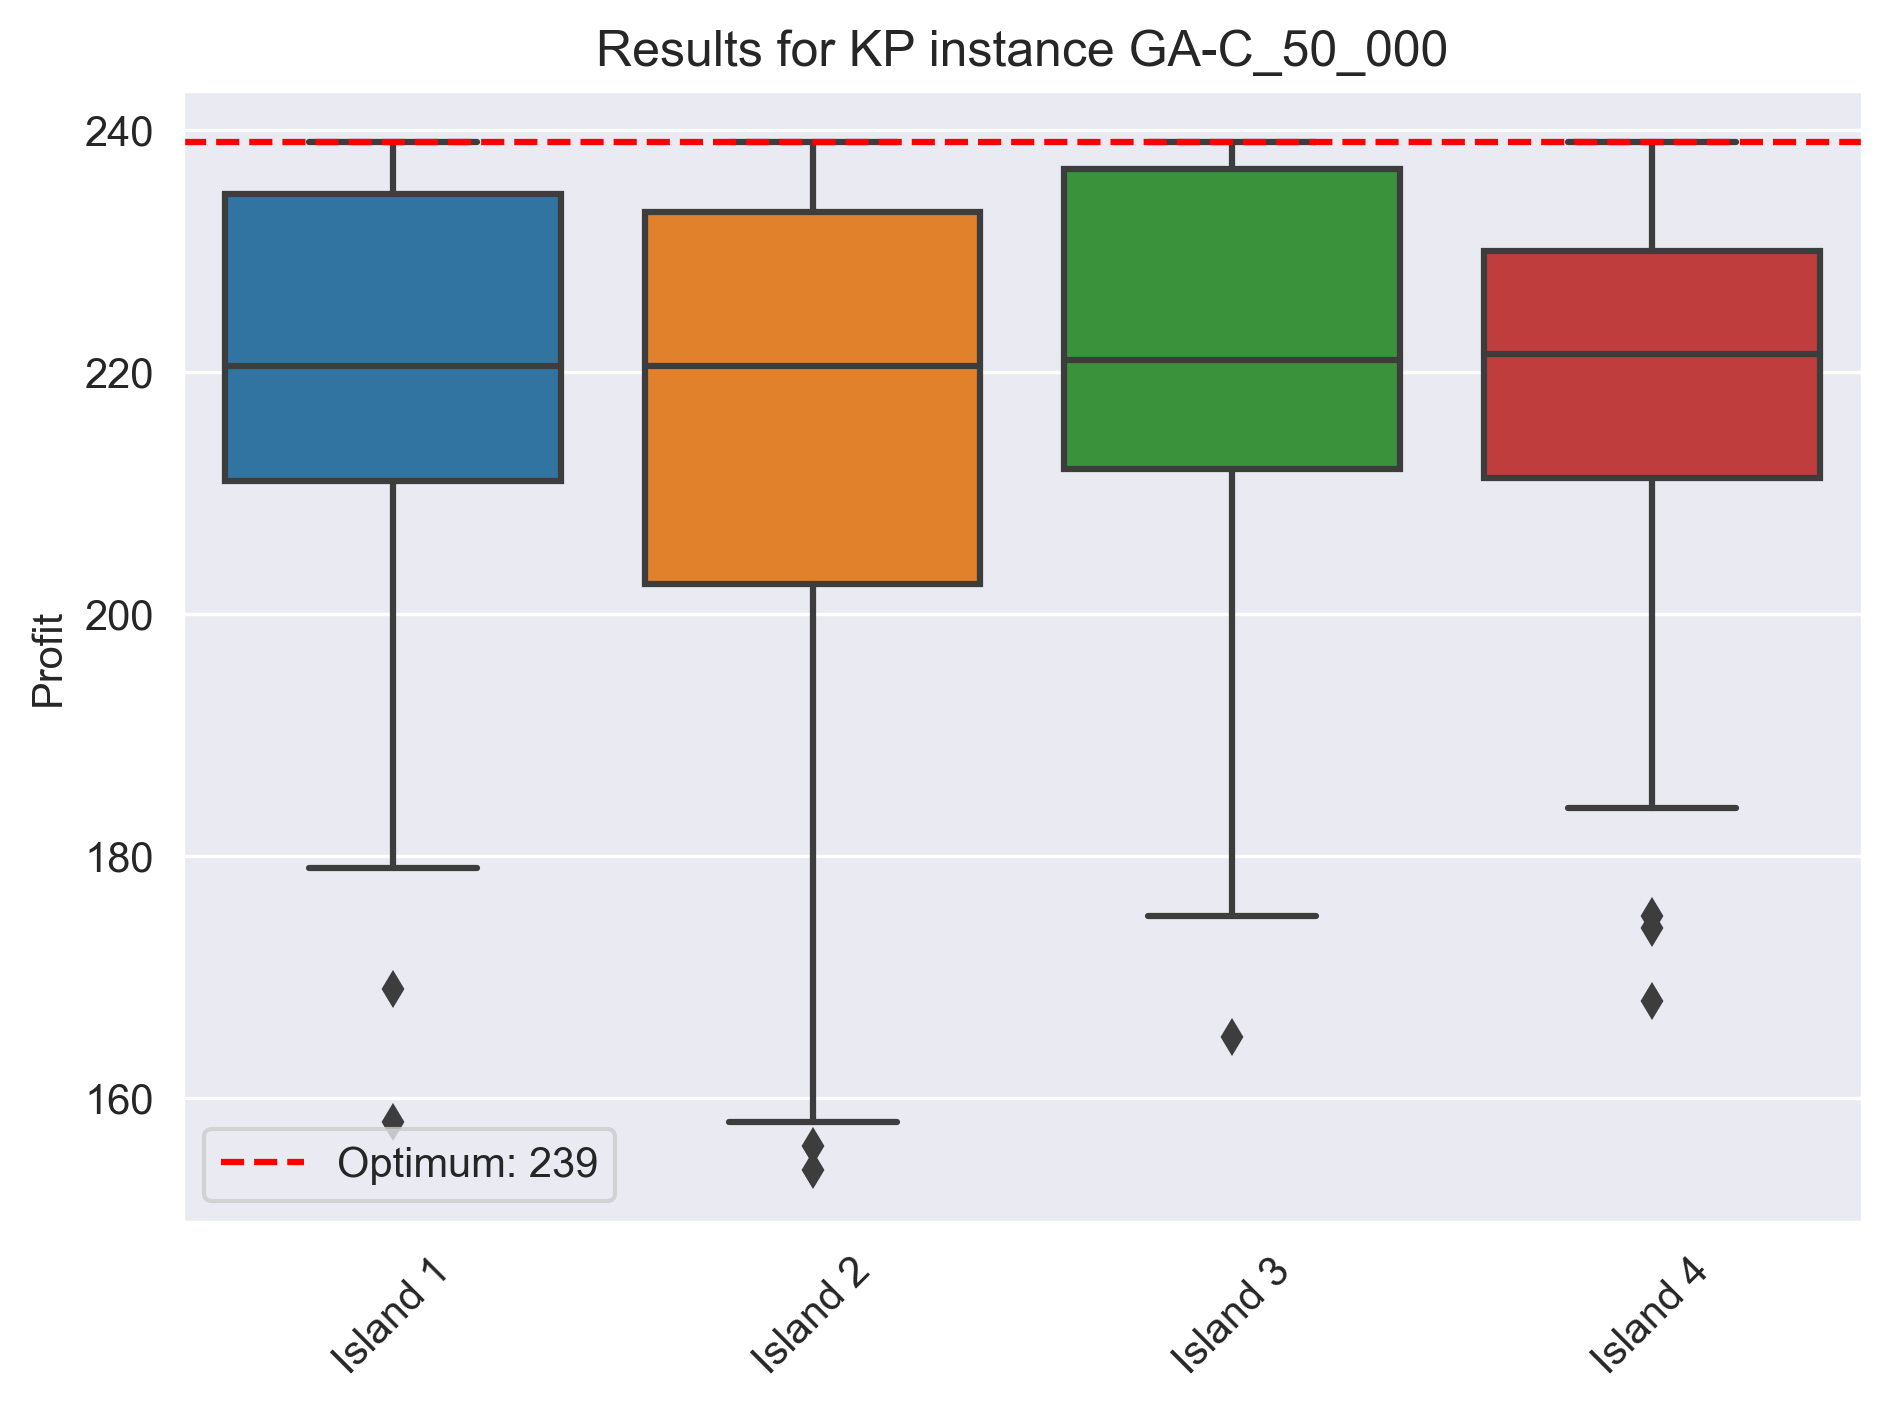 Results for KP instance GA-C_50_000
240
220
200
180
160
Profit
Optimum: 239
Island 1
Island 2
Island 3
Island 4